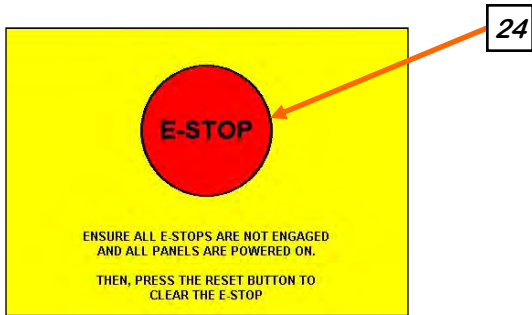 24
E-STOP
ENSURE ALL E-STOPS ARE NOT ENGAGED
AND ALL PANELS ARE POWERED ON.
THEN, PRESS THE RESET BUTTON TO
CLEAR THE E-STOP